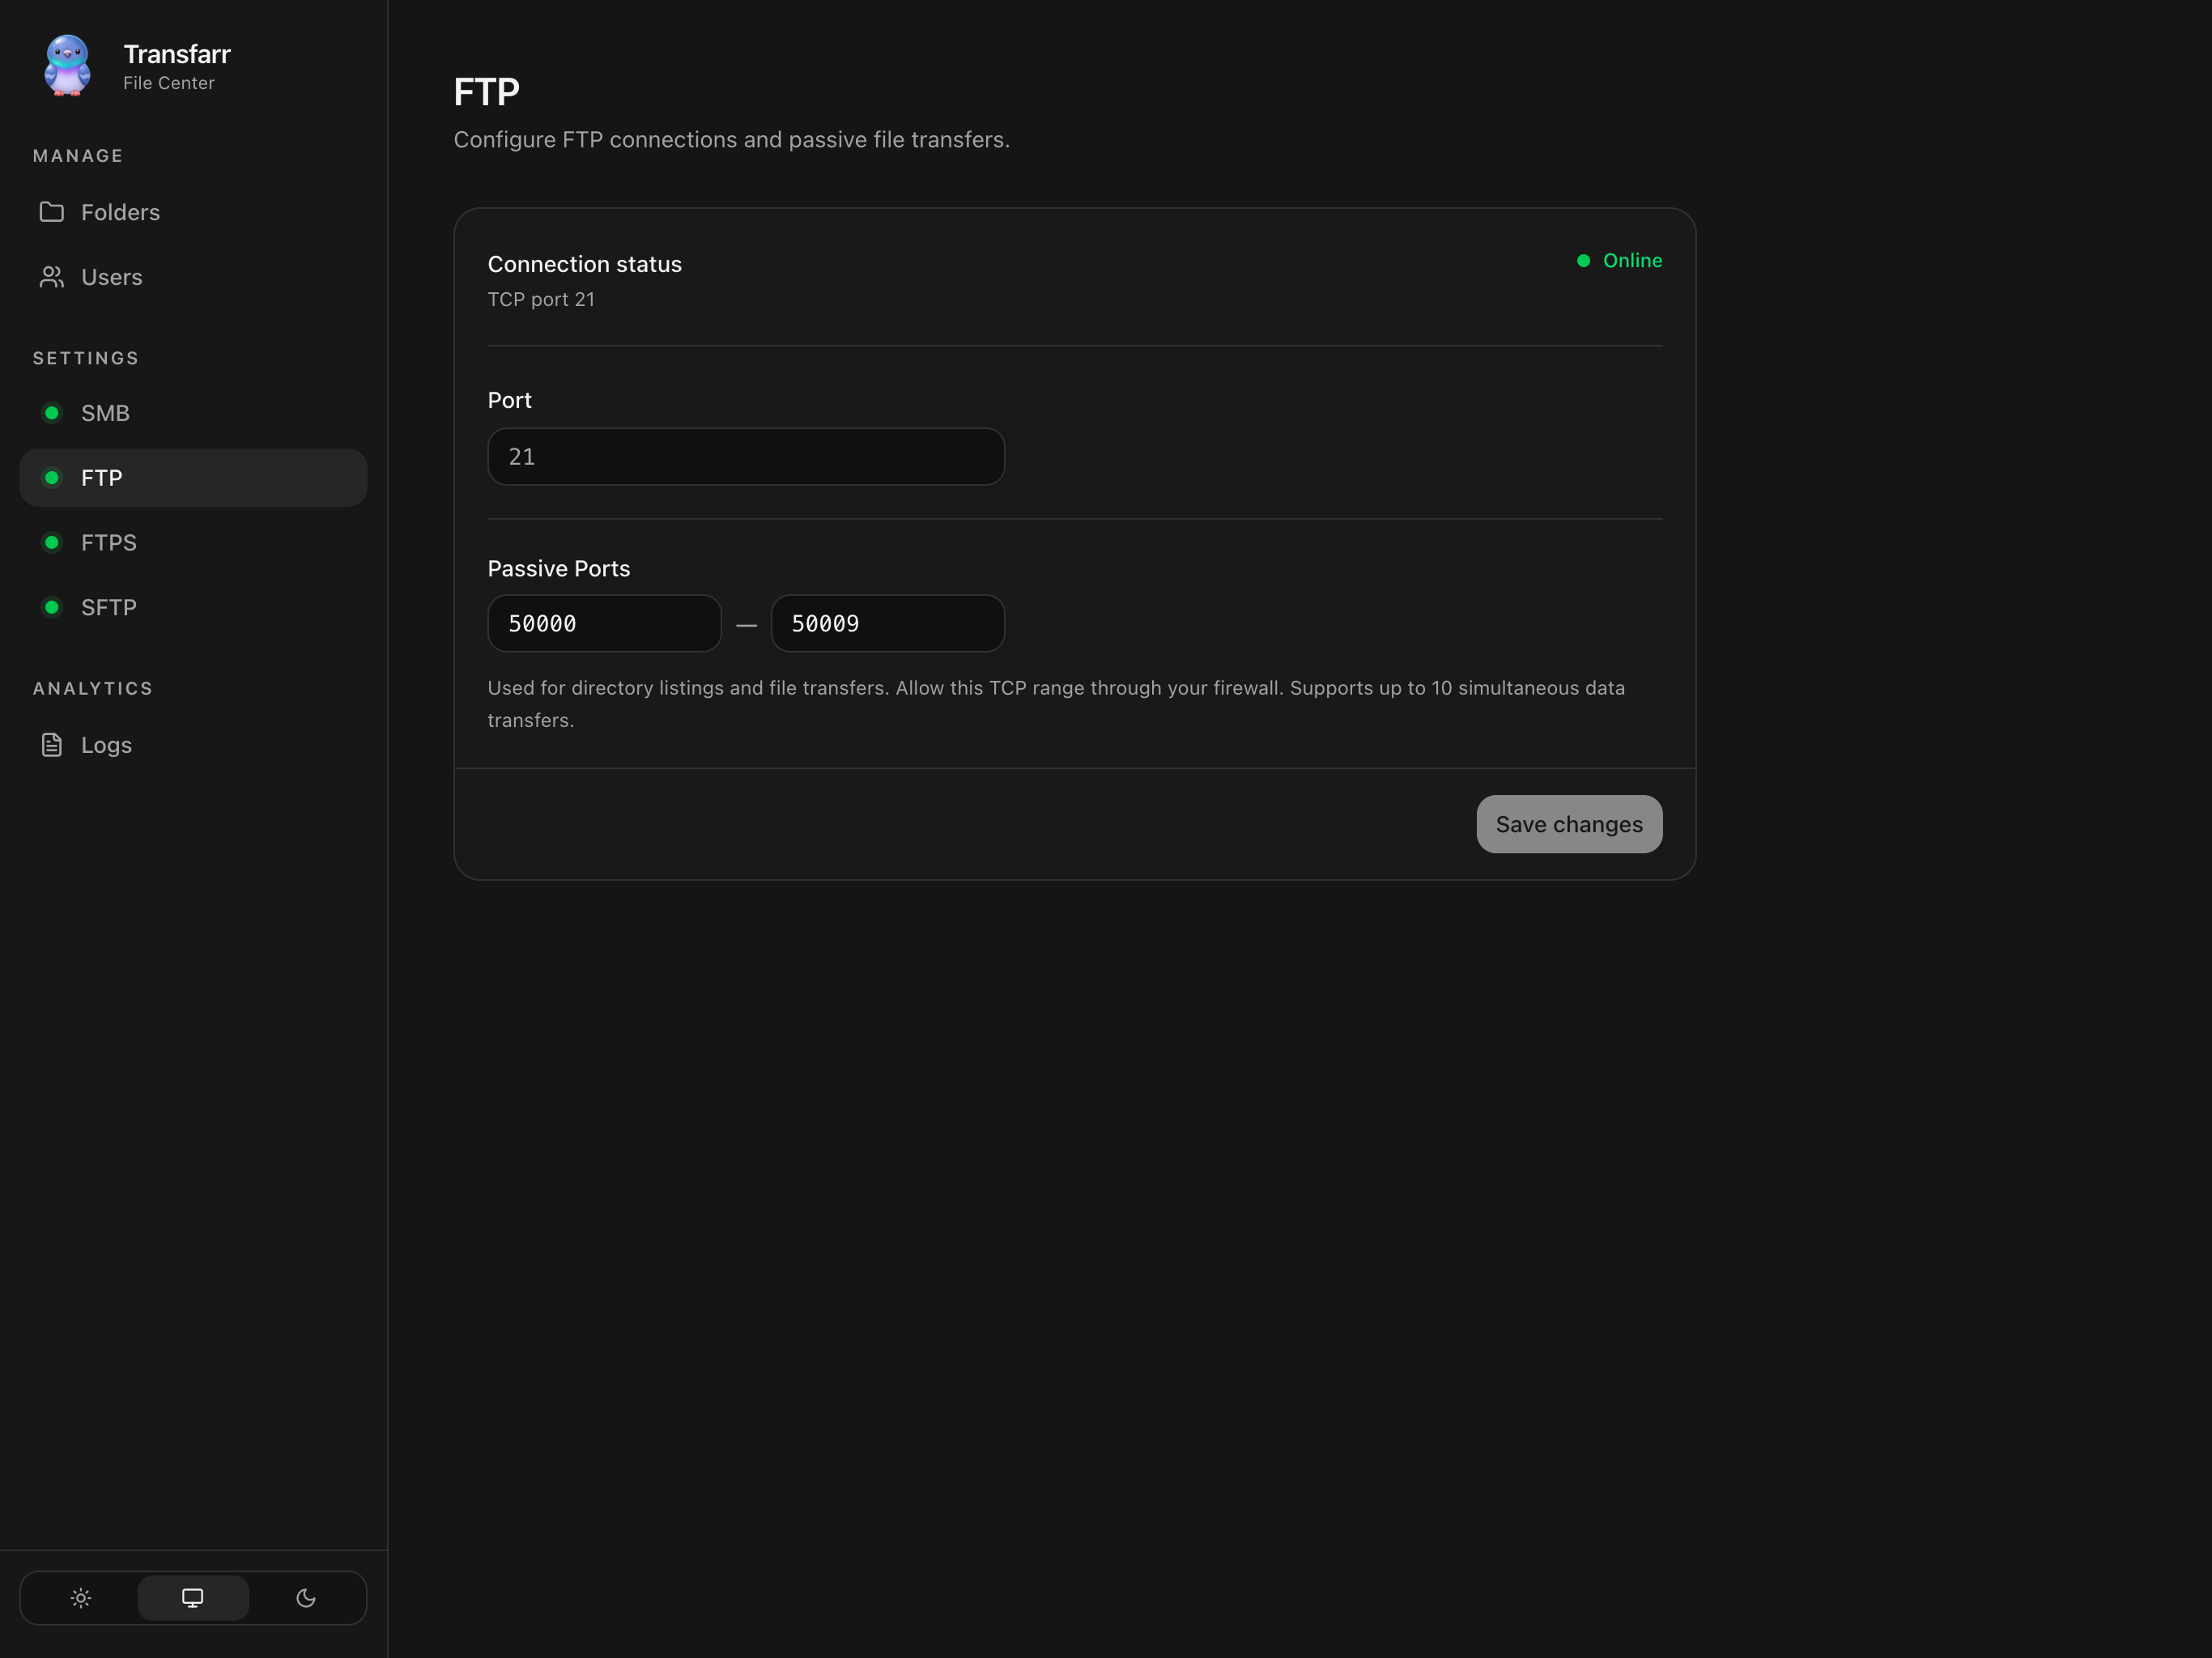 Transfarr
File Center
MANAGE
Folders
Users
SETTINGS
SMB
FTP
FTPS
SFTP
ANALYTICS
Logs
FTP
Configure FTP connections and passive file transfers.
Connection status
Online
TCP port 21
Port
21
Passive Ports
50000 — 50009
Used for directory listings and file transfers. Allow this TCP range through your firewall. Supports up to 10 simultaneous data
transfers.
Save changes